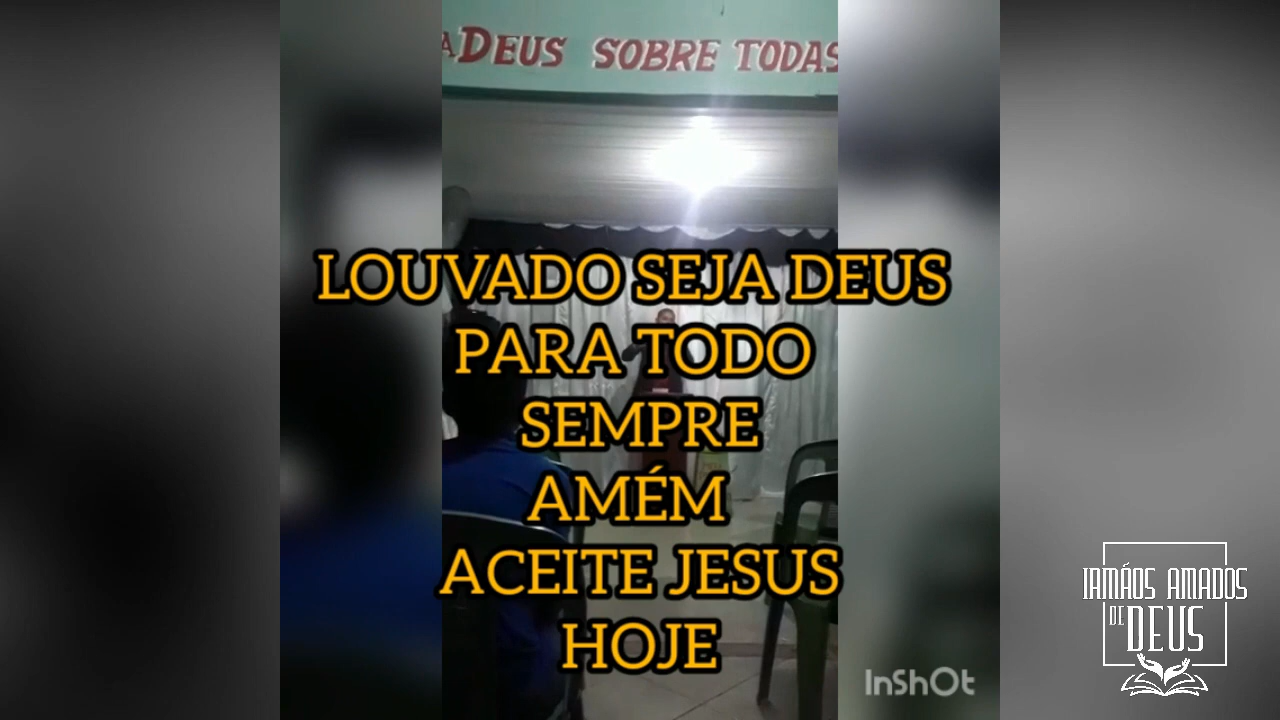 A DEUS SOBRE TODAS
LOUVADO SEJA DEUS
PARA TODO
SEMPRE
AMÉM
ACEITE JESUS
HOJE
IRMÃOS AMADOS
DE
DEUS
InShOt